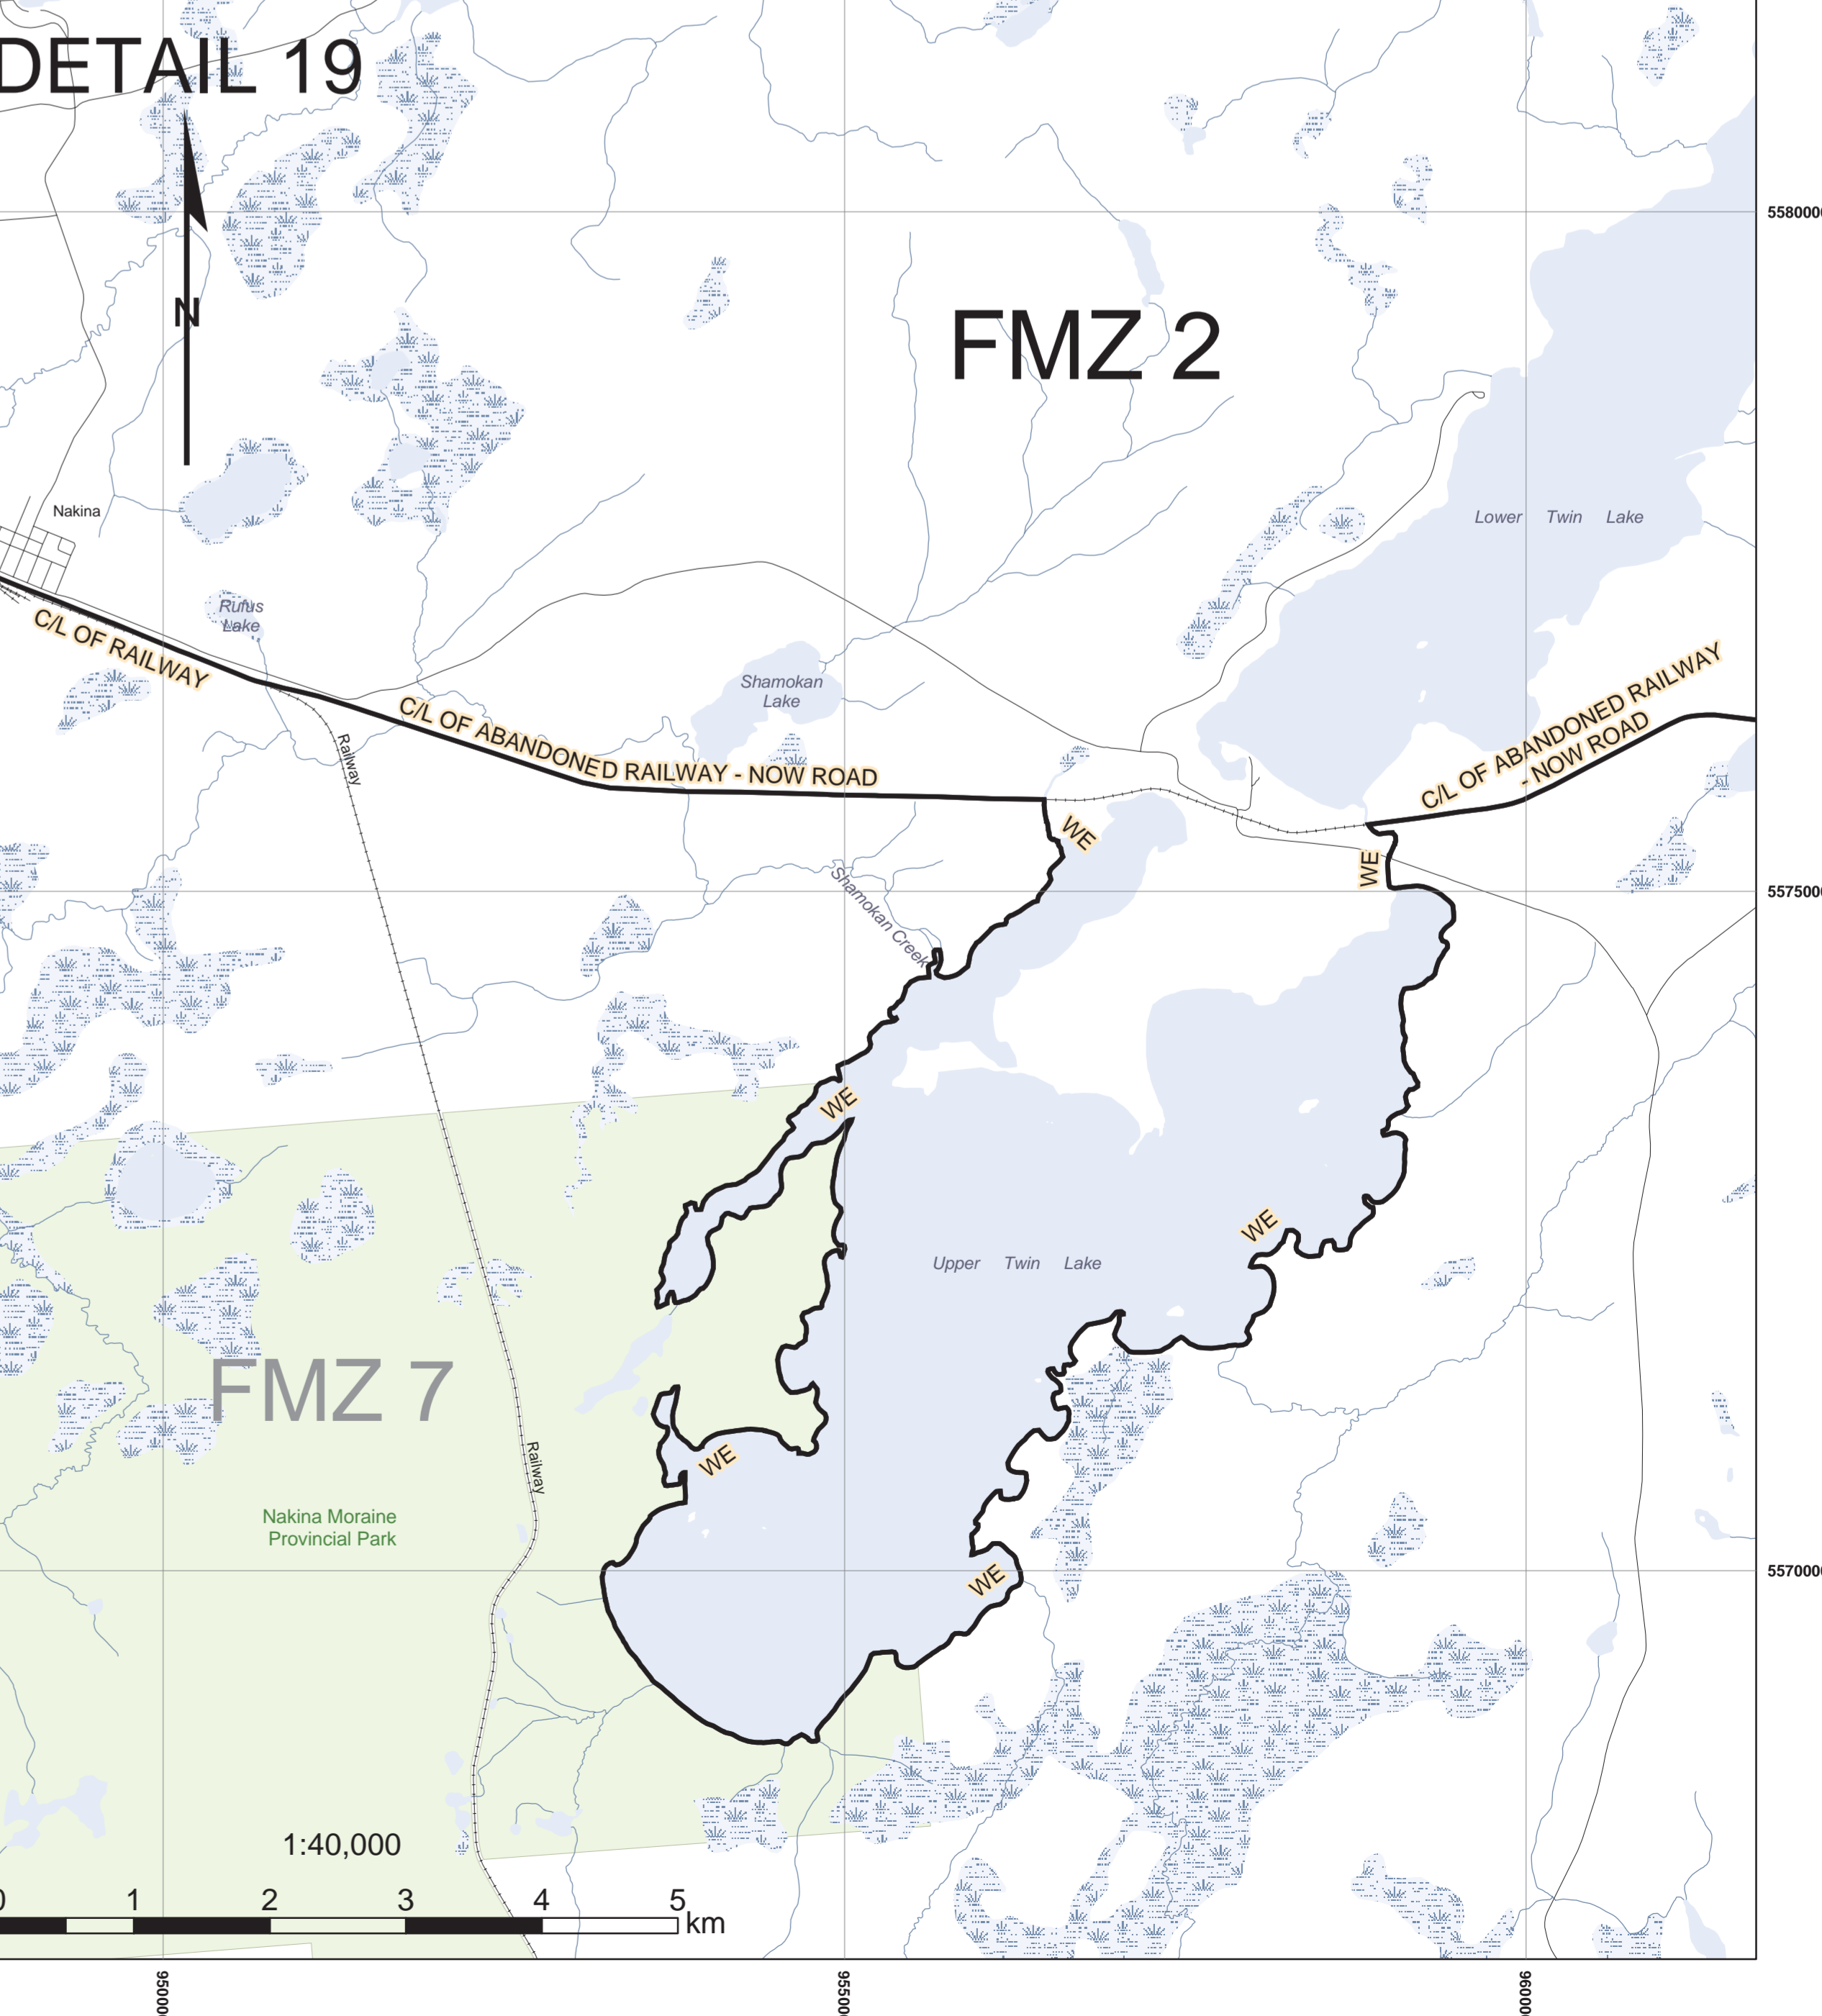 DETAIL 19
5580000
N
FMZ 2
Nakina
Lower Twin Lake
Rufus
Lake
C/L OF RAILWAY
Shamokan
Lake
C/L OF ABANDONED RAILWAY
- NOW ROAD
C/L OF ABANDONED RAILWAY - NOW ROAD
Railway
WE
WE
5575000
Shamokan Creek
WE
WE
Upper Twin Lake
FMZ 7
WE
Railway
Nakina Moraine
Provincial Park
5570000
WE
1:40,000
0 1 2 3 4 5
km
950000
955000
960000